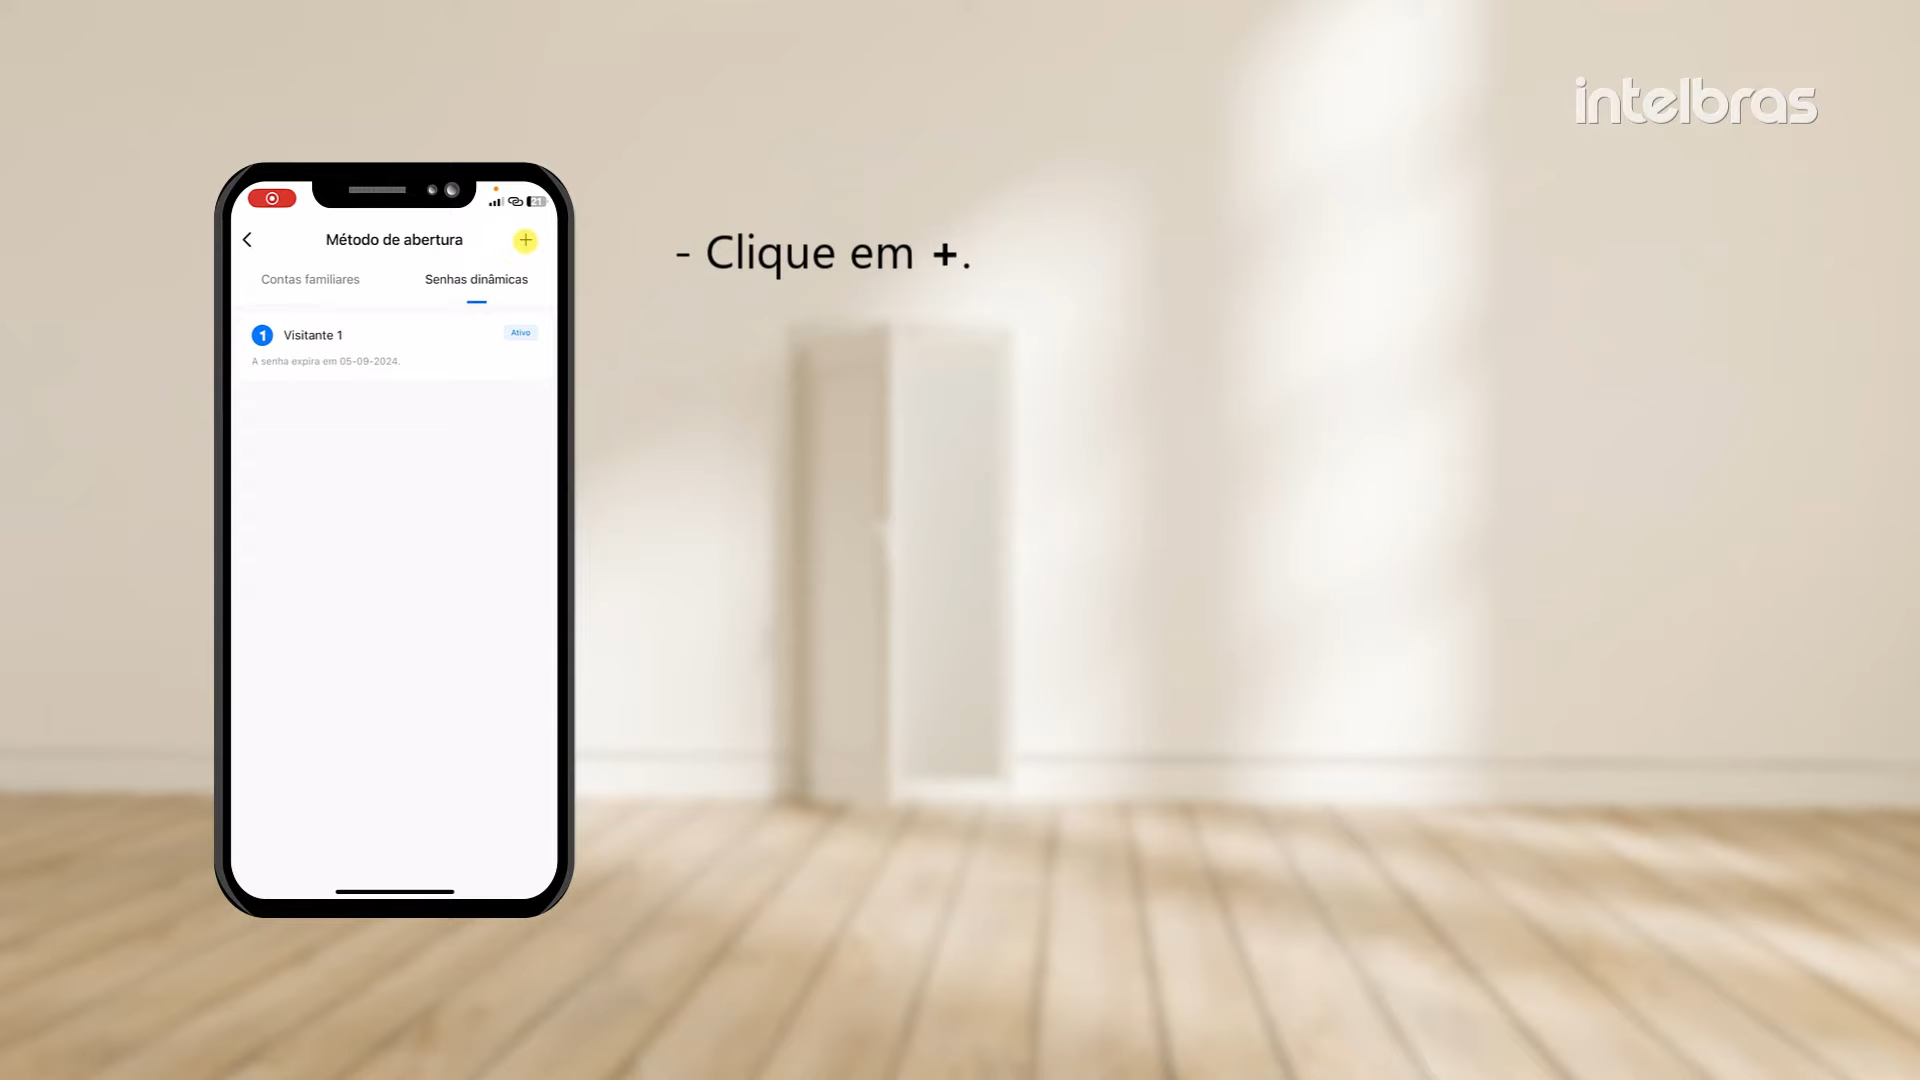 intelbras
21
Método de abertura
+
- Clique em +.
Contas familiares
Senhas dinâmicas
1
Visitante 1
Ativo
A senha expira em 05-09-2024.